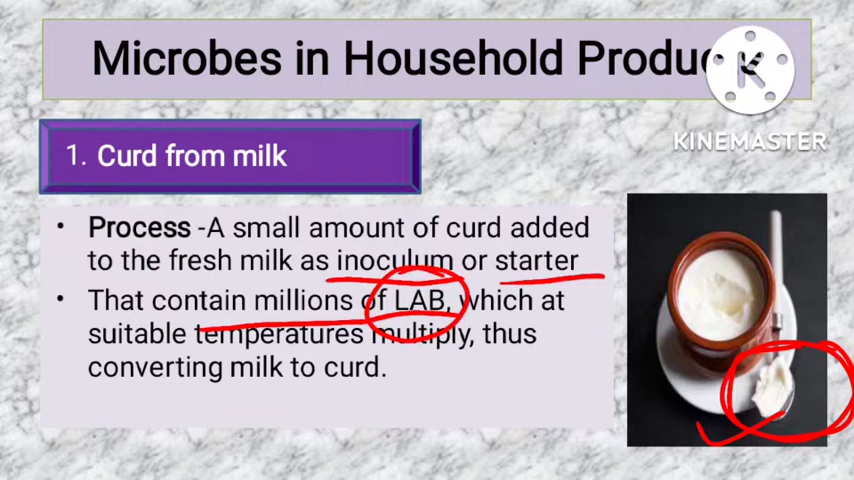 Microbes in Household Products
KINEMASTER
1. Curd from milk
• Process -A small amount of curd added
to the fresh milk as inoculum or starter
• That contain millions of LAB, which at
suitable temperatures multiply, thus
converting milk to curd.